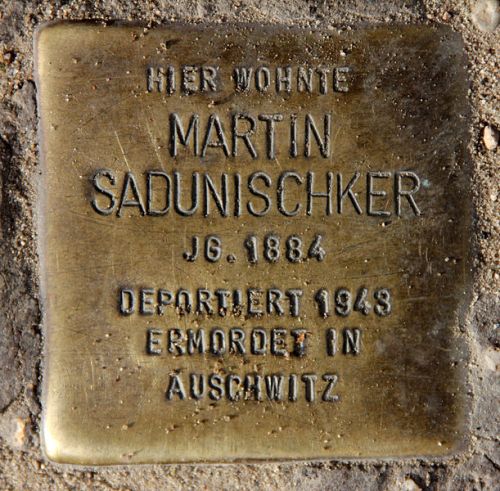 HIER WOHNTE
MARTIN
SADUNISCHKER
JG. 1884
DEPORTIERT 1943
ERMORDET IN
AUSCHWITZ